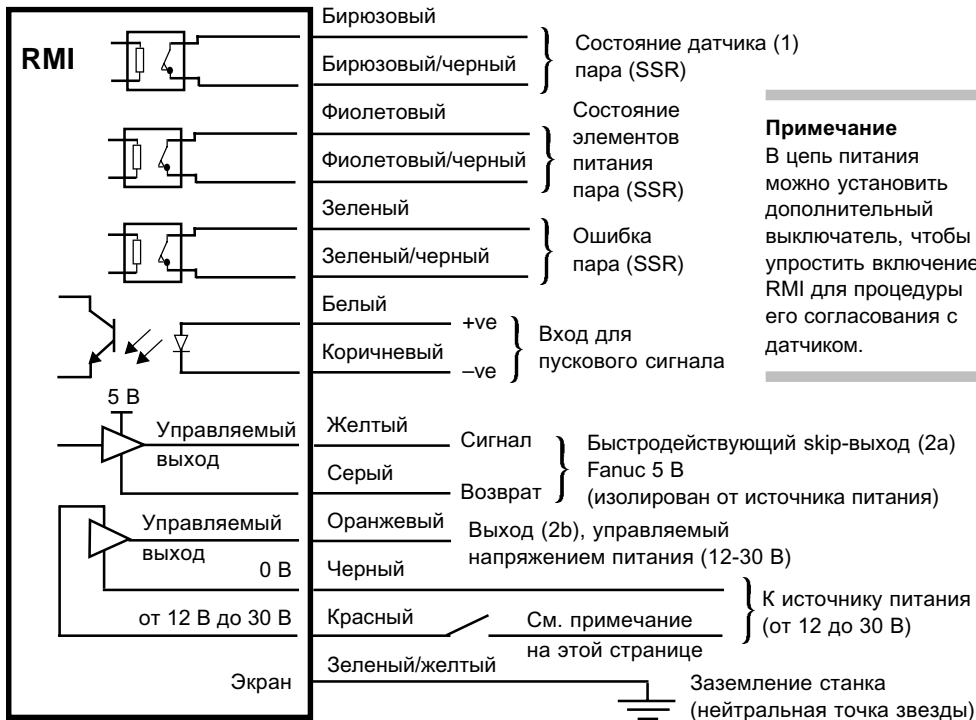 RMI
Бирюзовый
Бирюзовый/черный
Состояние датчика (1)
пара (SSR)
Фиолетовый
Фиолетовый/черный
Состояние
элементов
питания
пара (SSR)
Зеленый
Зеленый/черный
Ошибка
пара (SSR)
Белый
+ve
Коричневый
–ve
Вход для
пускового сигнала
Примечание
В цепь питания
можно установить
дополнительный
выключатель, чтобы
упростить включение
RMI для процедуры
его согласования с
датчиком.
5 В
Управляемый
выход
Желтый
Сигнал
Серый
Возврат
Быстродействующий skip-выход (2a)
Fanuc 5 В
(изолирован от источника питания)
Управляемый
выход
Оранжевый
Выход (2b), управляемый
напряжением питания (12-30 В)
0 В
Черный
от 12 В до 30 В
Красный
См. примечание
на этой странице
К источнику питания
(от 12 до 30 В)
Экран
Зеленый/желтый
Заземление станка
(нейтральная точка звезды)